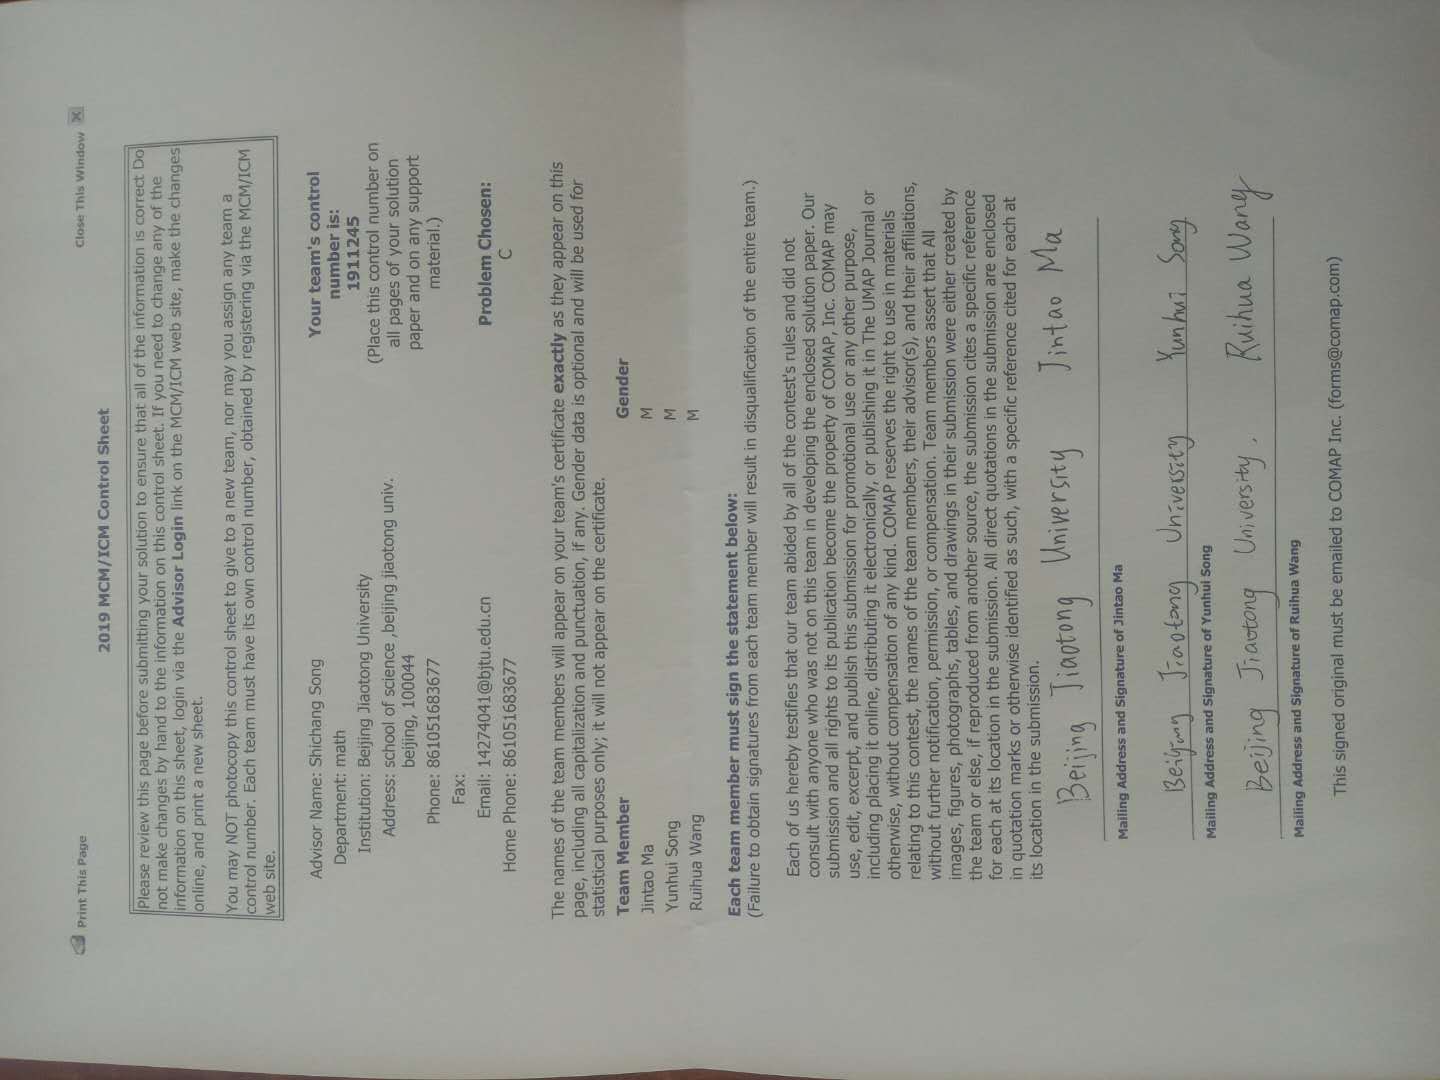 Print This Page
Close This Window
2019 MCM/ICM Control Sheet
Please review this page before submitting your solution to ensure that all of the information is correct Do
not make changes by hand to the information on this control sheet. If you need to change any of the
information on this sheet, login via the Advisor Login link on the MCM/ICM web site, make the changes
online, and print a new sheet.
You may NOT photocopy this control sheet to give to a new team, nor may you assign any team a
control number. Each team must have its own control number, obtained by registering via the MCM/ICM
web site.
Advisor Name: Shichang Song
Department: math
Institution: Beijing Jiaotong University
Address: school of science ,beijing jiaotong univ.
beijing, 100044
Phone: 861051683677
Fax:
Email: 14274041@bjtu.edu.cn
Home Phone: 861051683677
Your team's control
number is:
1911245
(Place this control number on
all pages of your solution
paper and on any support
material.)
Problem Chosen:
C
The names of the team members will appear on your team's certificate exactly as they appear on this
page, including all capitalization and punctuation, if any. Gender data is optional and will be used for
statistical purposes only; it will not appear on the certificate.
Team Member Gender
Jintao Ma M
Yunhui Song M
Ruihua Wang M
Each team member must sign the statement below:
(Failure to obtain signatures from each team member will result in disqualification of the entire team.)
Each of us hereby testifies that our team abided by all of the contest's rules and did not
consult with anyone who was not on this team in developing the enclosed solution paper. Our
submission and all rights to its publication become the property of COMAP, Inc. COMAP may
use, edit, excerpt, and publish this submission for promotional use or any other purpose,
including placing it online, distributing it electronically, or publishing it in The UMAP Journal or
otherwise, without compensation of any kind. COMAP reserves the right to use in materials
relating to this contest, the names of the team members, their advisor(s), and their affiliations,
without further notification, permission, or compensation. Team members assert that All
images, figures, photographs, tables, and drawings in their submission were either created by
the team or else, if reproduced from another source, the submission cites a specific reference
for each at its location in the submission. All direct quotations in the submission are enclosed
in quotation marks or otherwise identified as such, with a specific reference cited for each at
its location in the submission.
Beijing Jiaotong University Jintao Ma
Mailing Address and Signature of Jintao Ma
Beijing Jiaotong University Yunhui Song
Mailing Address and Signature of Yunhui Song
Beijing Jiaotong University. Ruihua Wang
Mailing Address and Signature of Ruihua Wang
This signed original must be emailed to COMAP Inc. (forms@comap.com)